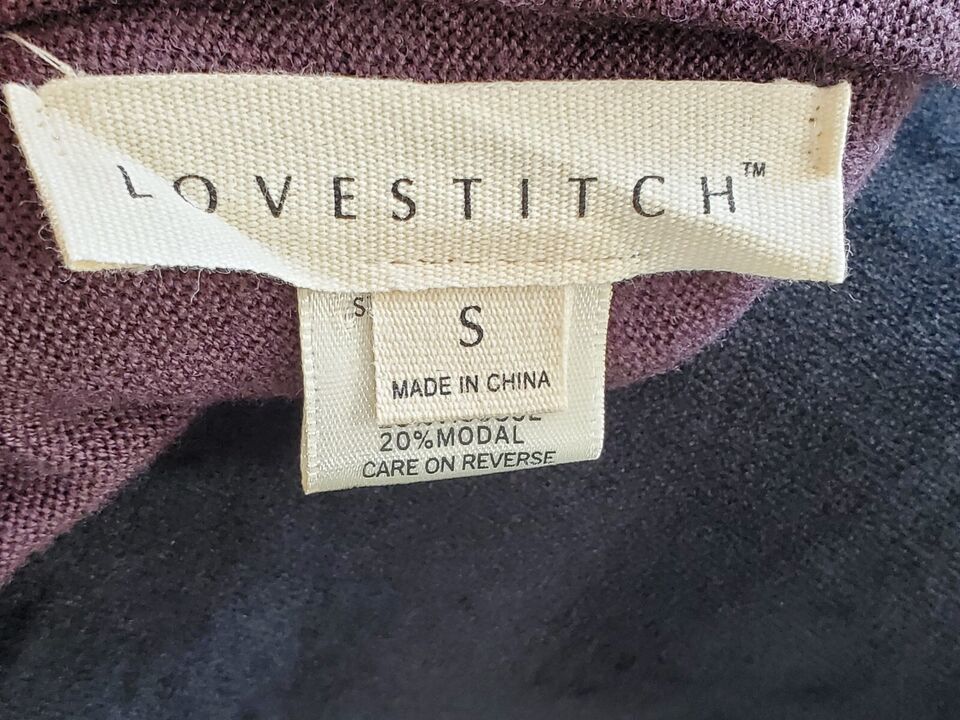 LOVESTITCH™
S
MADE IN CHINA
20%MODAL
CARE ON REVERSE